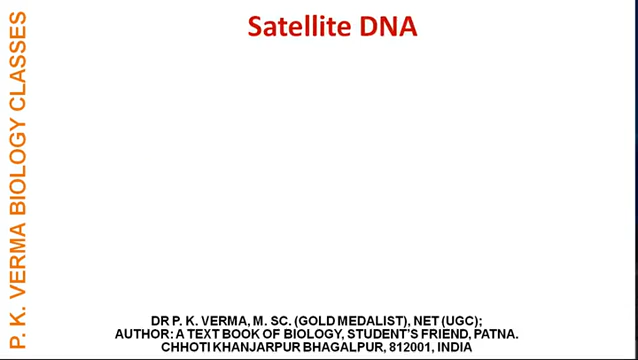 Satellite DNA
P. K. VERMA BIOLOGY CLASSES
DR P. K. VERMA, M. SC. (GOLD MEDALIST), NET (UGC);
AUTHOR: A TEXT BOOK OF BIOLOGY, STUDENT'S FRIEND, PATNA.
CHHOTI KHANJARPUR BHAGALPUR, 812001, INDIA